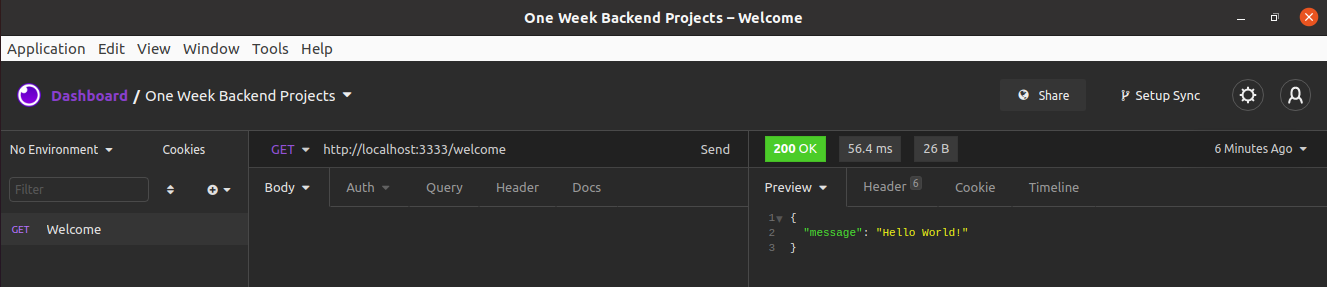 One Week Backend Projects – Welcome
Application Edit View Window Tools Help
Dashboard / One Week Backend Projects
Share
Setup Sync
No Environment
Cookies
GET http://localhost:3333/welcome Send
200 OK 56.4 ms 26 B 6 Minutes Ago
Filter
Body Auth Query Header Docs
Preview Header 6 Cookie Timeline
GET Welcome
1 {
2 "message": "Hello World!"
3 }